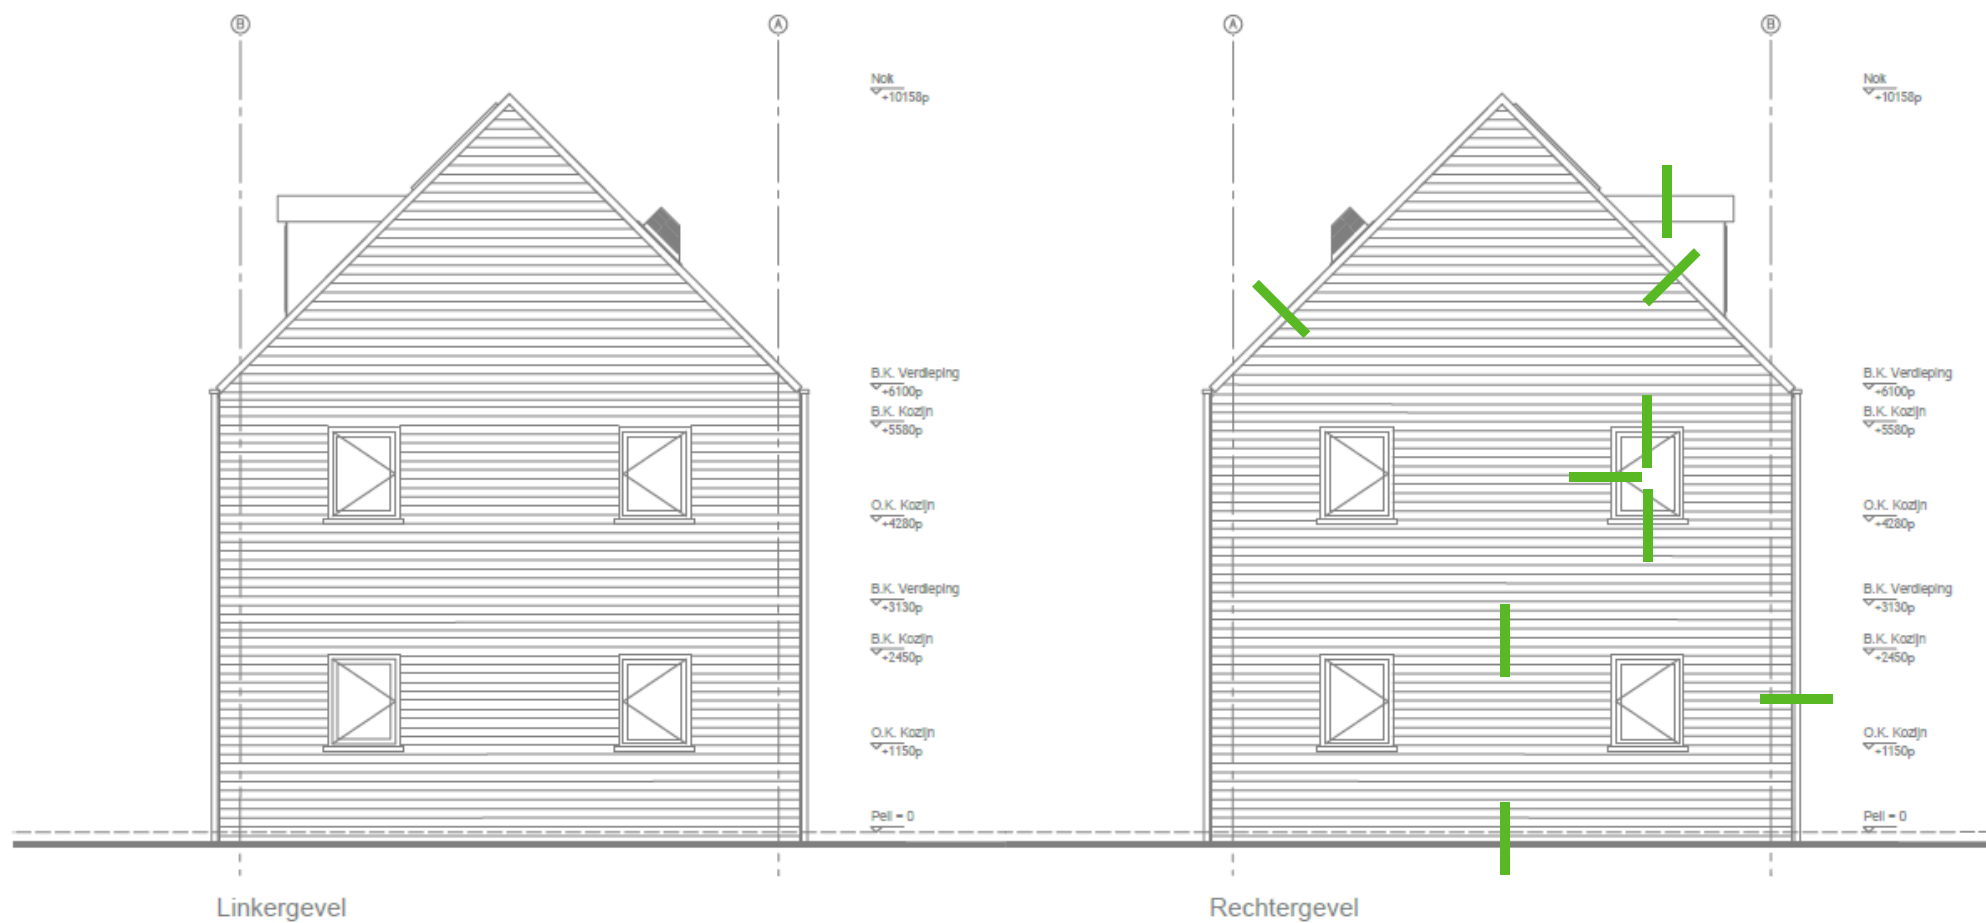 B
A
A
B
Nok
+10158p
B.K. Verdieping
+6100p
B.K. Kozijn
+5580p
O.K. Kozijn
+4280p
B.K. Verdieping
+3130p
B.K. Kozijn
+2450p
O.K. Kozijn
+1150p
Peil = 0
Nok
+10158p
B.K. Verdieping
+6100p
B.K. Kozijn
+5580p
O.K. Kozijn
+4280p
B.K. Verdieping
+3130p
B.K. Kozijn
+2450p
O.K. Kozijn
+1150p
Peil = 0
Linkergevel
Rechtergevel